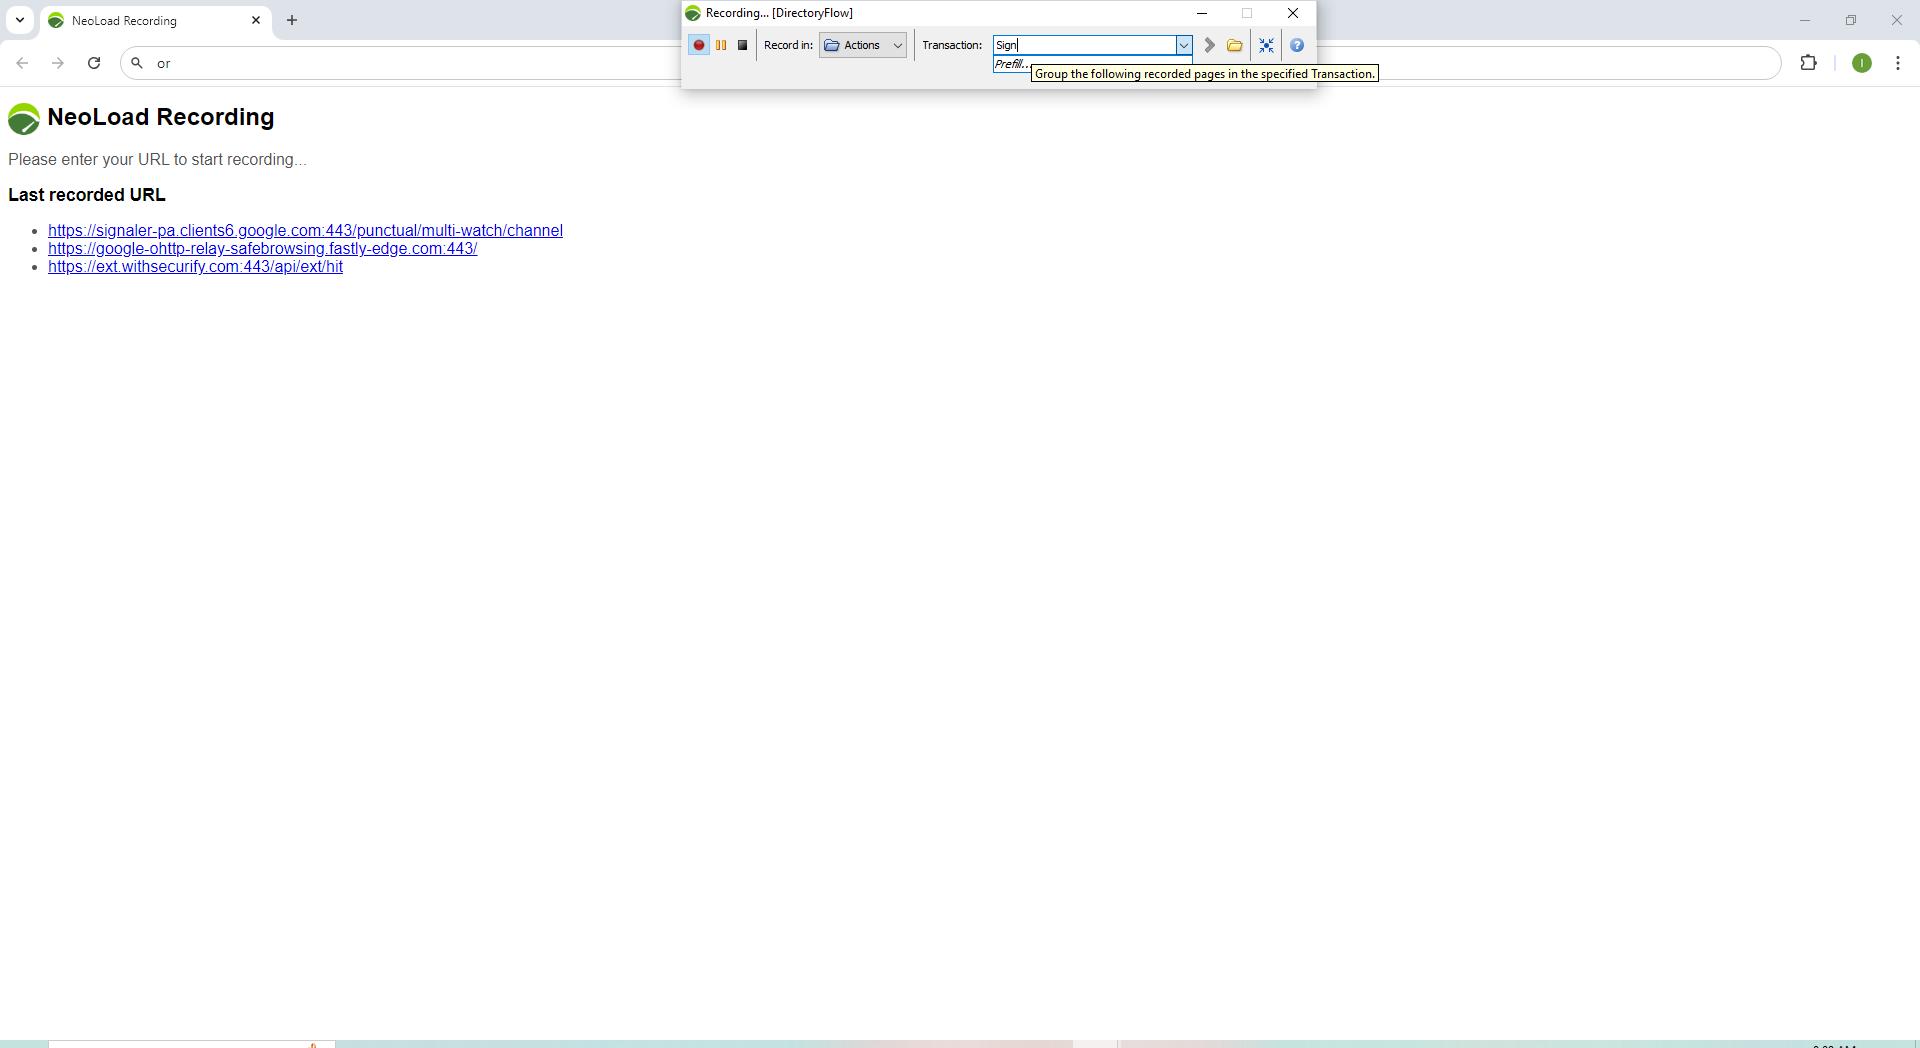 NeoLoad Recording
Recording... [DirectoryFlow]
Record in:
Actions
Transaction:
Sign
Prefill...
Group the following recorded pages in the specified Transaction.
or
I
NeoLoad Recording
Please enter your URL to start recording...
Last recorded URL
https://signaler-pa.clients6.google.com:443/punctual/multi-watch/channel
https://google-ohttp-relay-safebrowsing.fastly-edge.com:443/
https://ext.withsecurify.com:443/api/ext/hit